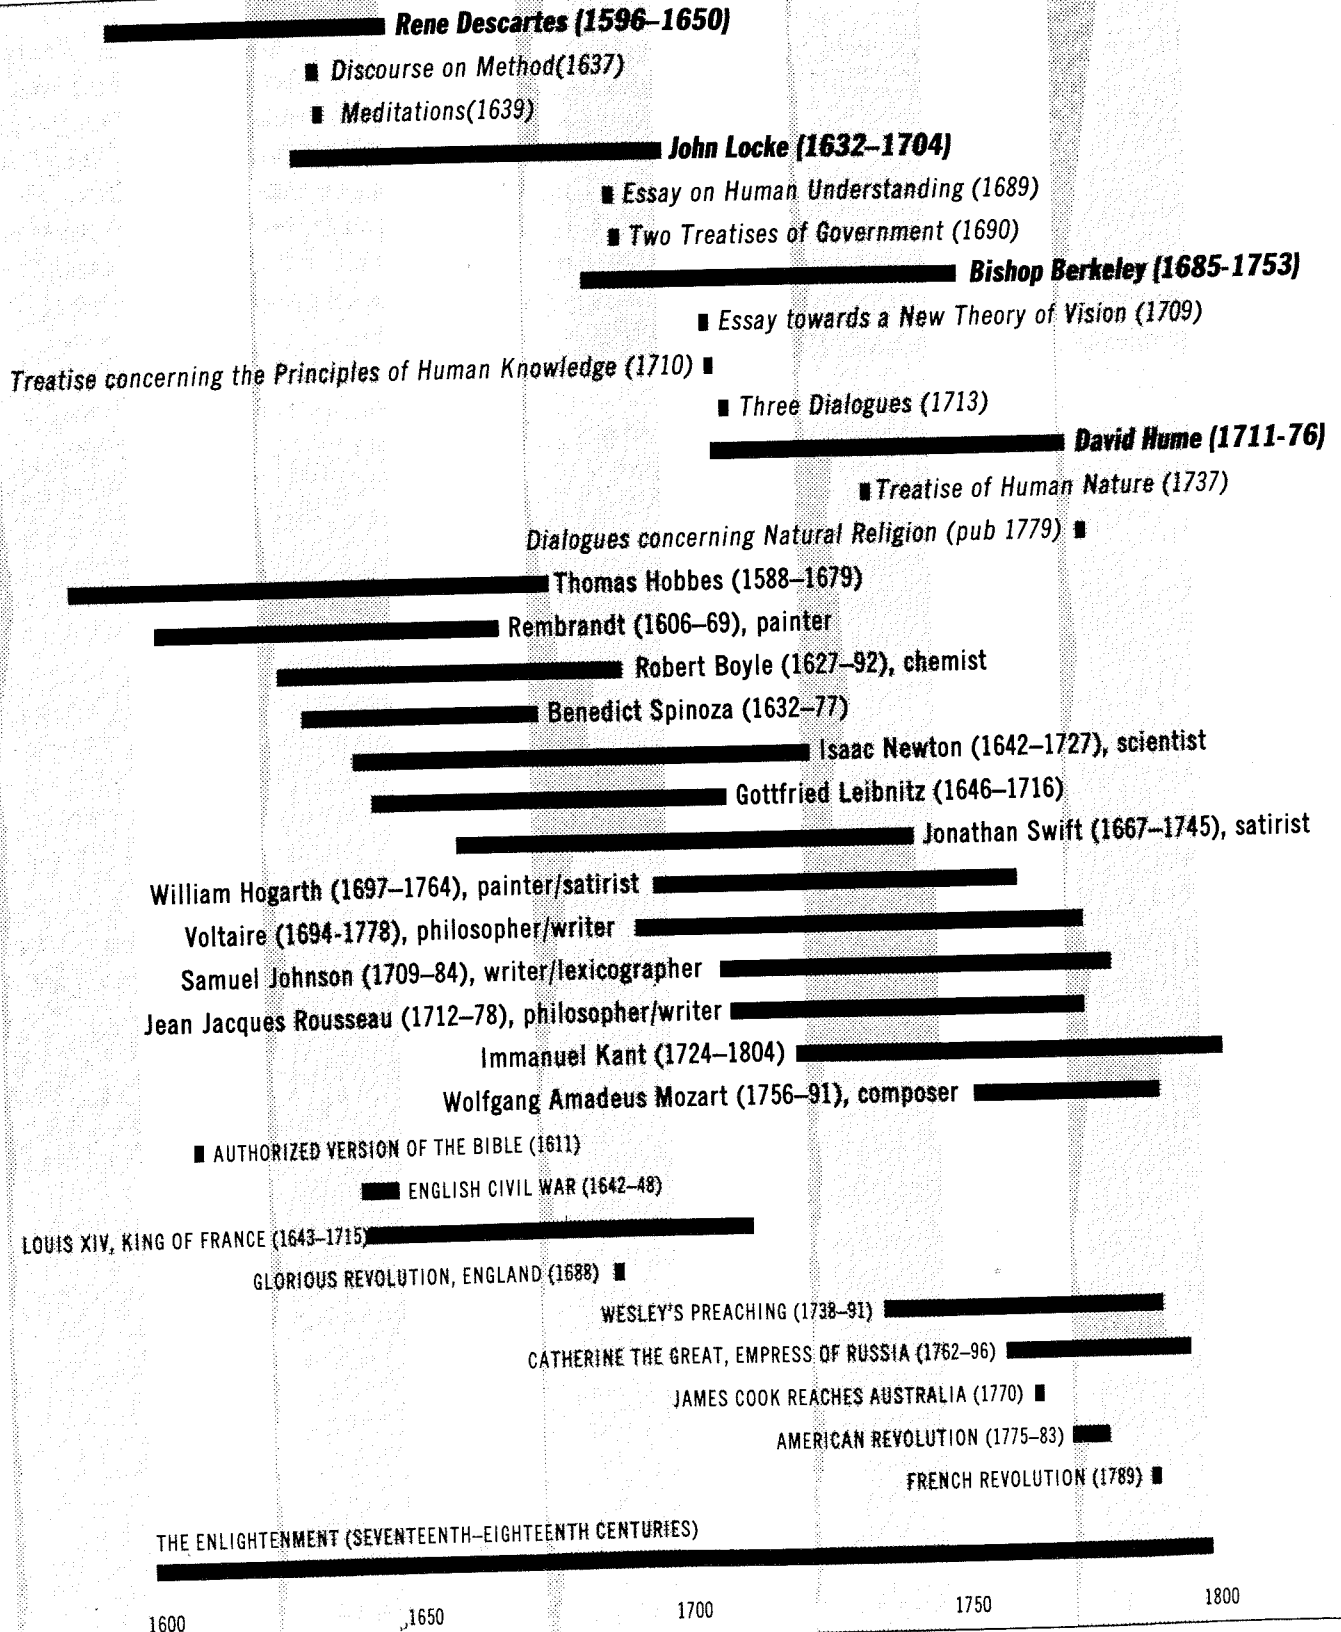 Rene Descartes (1596–1650)
Discourse on Method(1637)
Meditations(1639)
John Locke (1632–1704)
Essay on Human Understanding (1689)
Two Treatises of Government (1690)
Bishop Berkeley (1685-1753)
Essay towards a New Theory of Vision (1709)
Treatise concerning the Principles of Human Knowledge (1710)
Three Dialogues (1713)
David Hume (1711-76)
Treatise of Human Nature (1737)
Dialogues concerning Natural Religion (pub 1779)
Thomas Hobbes (1588–1679)
Rembrandt (1606–69), painter
Robert Boyle (1627–92), chemist
Benedict Spinoza (1632–77)
Isaac Newton (1642–1727), scientist
Gottfried Leibnitz (1646–1716)
Jonathan Swift (1667–1745), satirist
William Hogarth (1697–1764), painter/satirist
Voltaire (1694-1778), philosopher/writer
Samuel Johnson (1709–84), writer/lexicographer
Jean Jacques Rousseau (1712–78), philosopher/writer
Immanuel Kant (1724–1804)
Wolfgang Amadeus Mozart (1756–91), composer
AUTHORIZED VERSION OF THE BIBLE (1611)
ENGLISH CIVIL WAR (1642–48)
LOUIS XIV, KING OF FRANCE (1643–1715)
GLORIOUS REVOLUTION, ENGLAND (1688)
WESLEY'S PREACHING (1738–91)
CATHERINE THE GREAT, EMPRESS OF RUSSIA (1762–96)
JAMES COOK REACHES AUSTRALIA (1770)
AMERICAN REVOLUTION (1775–83)
FRENCH REVOLUTION (1789)
THE ENLIGHTENMENT (SEVENTEENTH–EIGHTEENTH CENTURIES)
1600 1650 1700 1750 1800